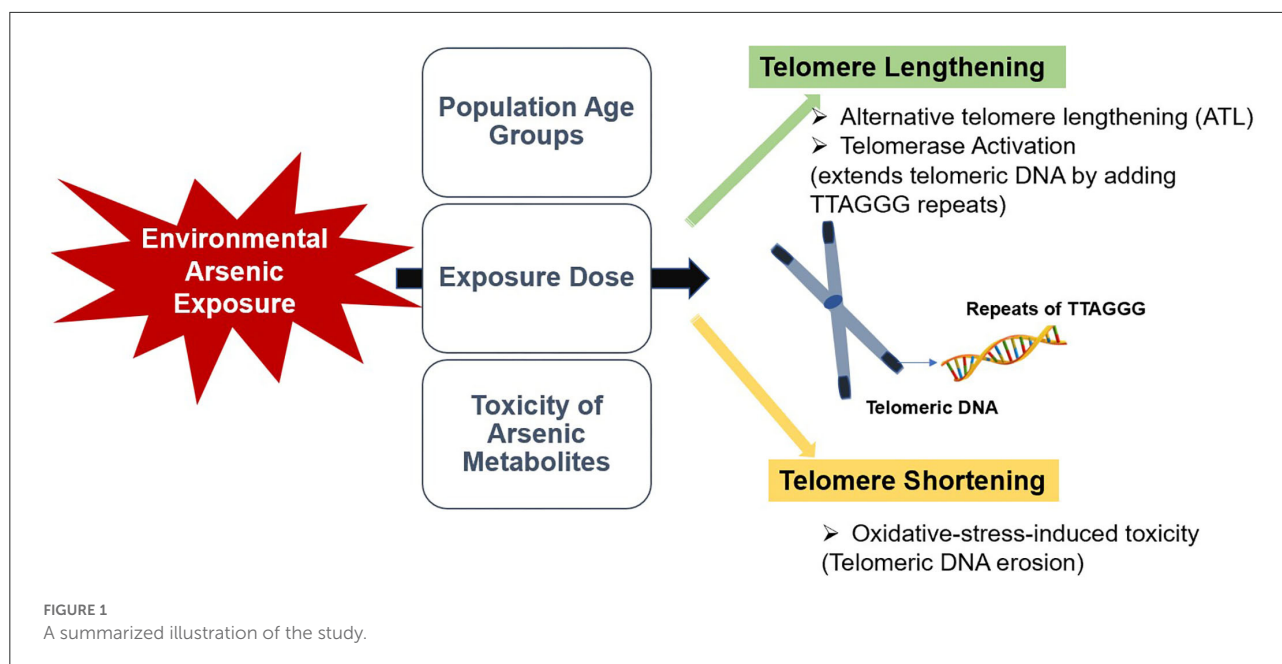 Environmental
Arsenic
Exposure
Population Age
Groups
Exposure Dose
Toxicity of
Arsenic
Metabolites
Telomere Lengthening
➢ Alternative telomere lengthening (ATL)
➢ Telomerase Activation
(extends telomeric DNA by adding
TTAGGG repeats)
Repeats of TTAGGG
Telomeric DNA
Telomere Shortening
➢ Oxidative-stress-induced toxicity
(Telomeric DNA erosion)
FIGURE 1
A summarized illustration of the study.